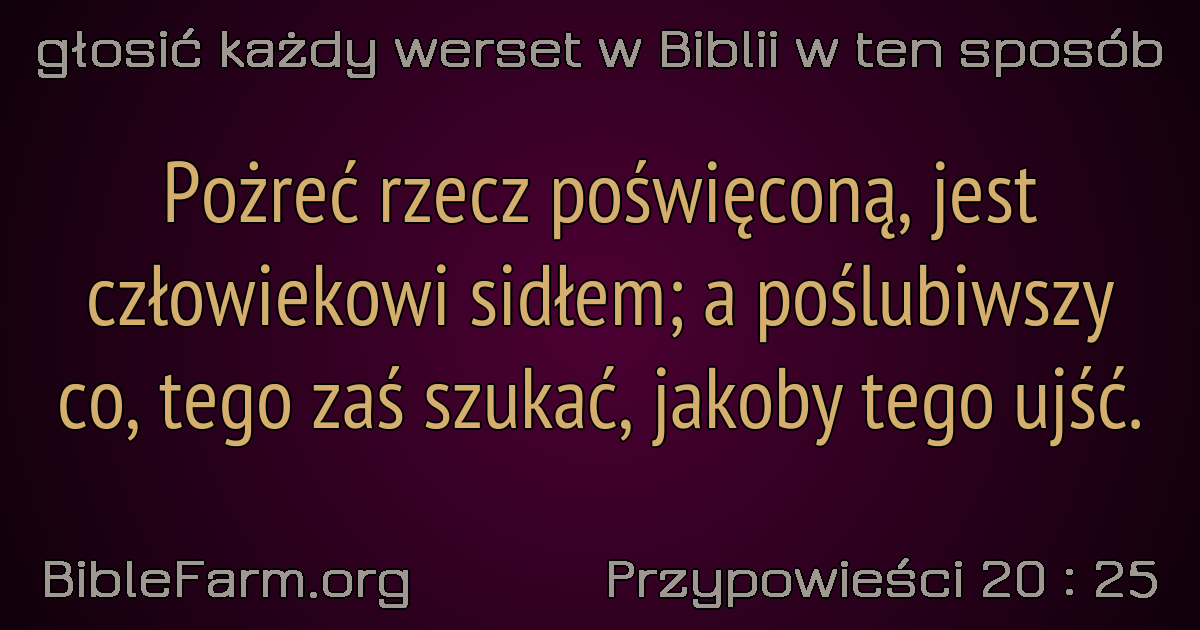 głosić każdy werset w Biblii w ten sposób
Pożreć rzecz poświęconą, jest
człowiekowi sidłem; a poślubiwszy
co, tego zaś szukać, jakoby tego ujść.
BibleFarm.org
Przypowieści 20 : 25